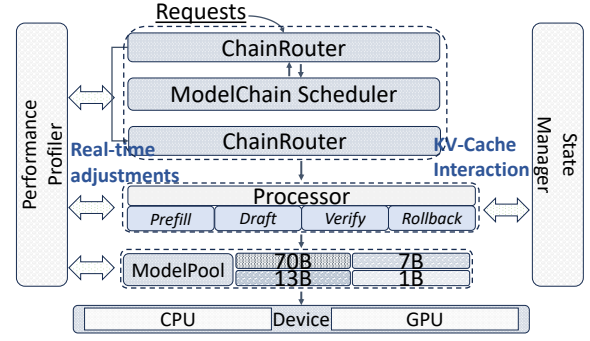 Requests
ChainRouter
ModelChain Scheduler
ChainRouter
Performance
Profiler
Real-time
adjustments
KV-Cache
Interaction
State
Manager
Processor
Prefill
Draft
Verify
Rollback
ModelPool
70B
7B
13B
1B
CPU
Device
GPU